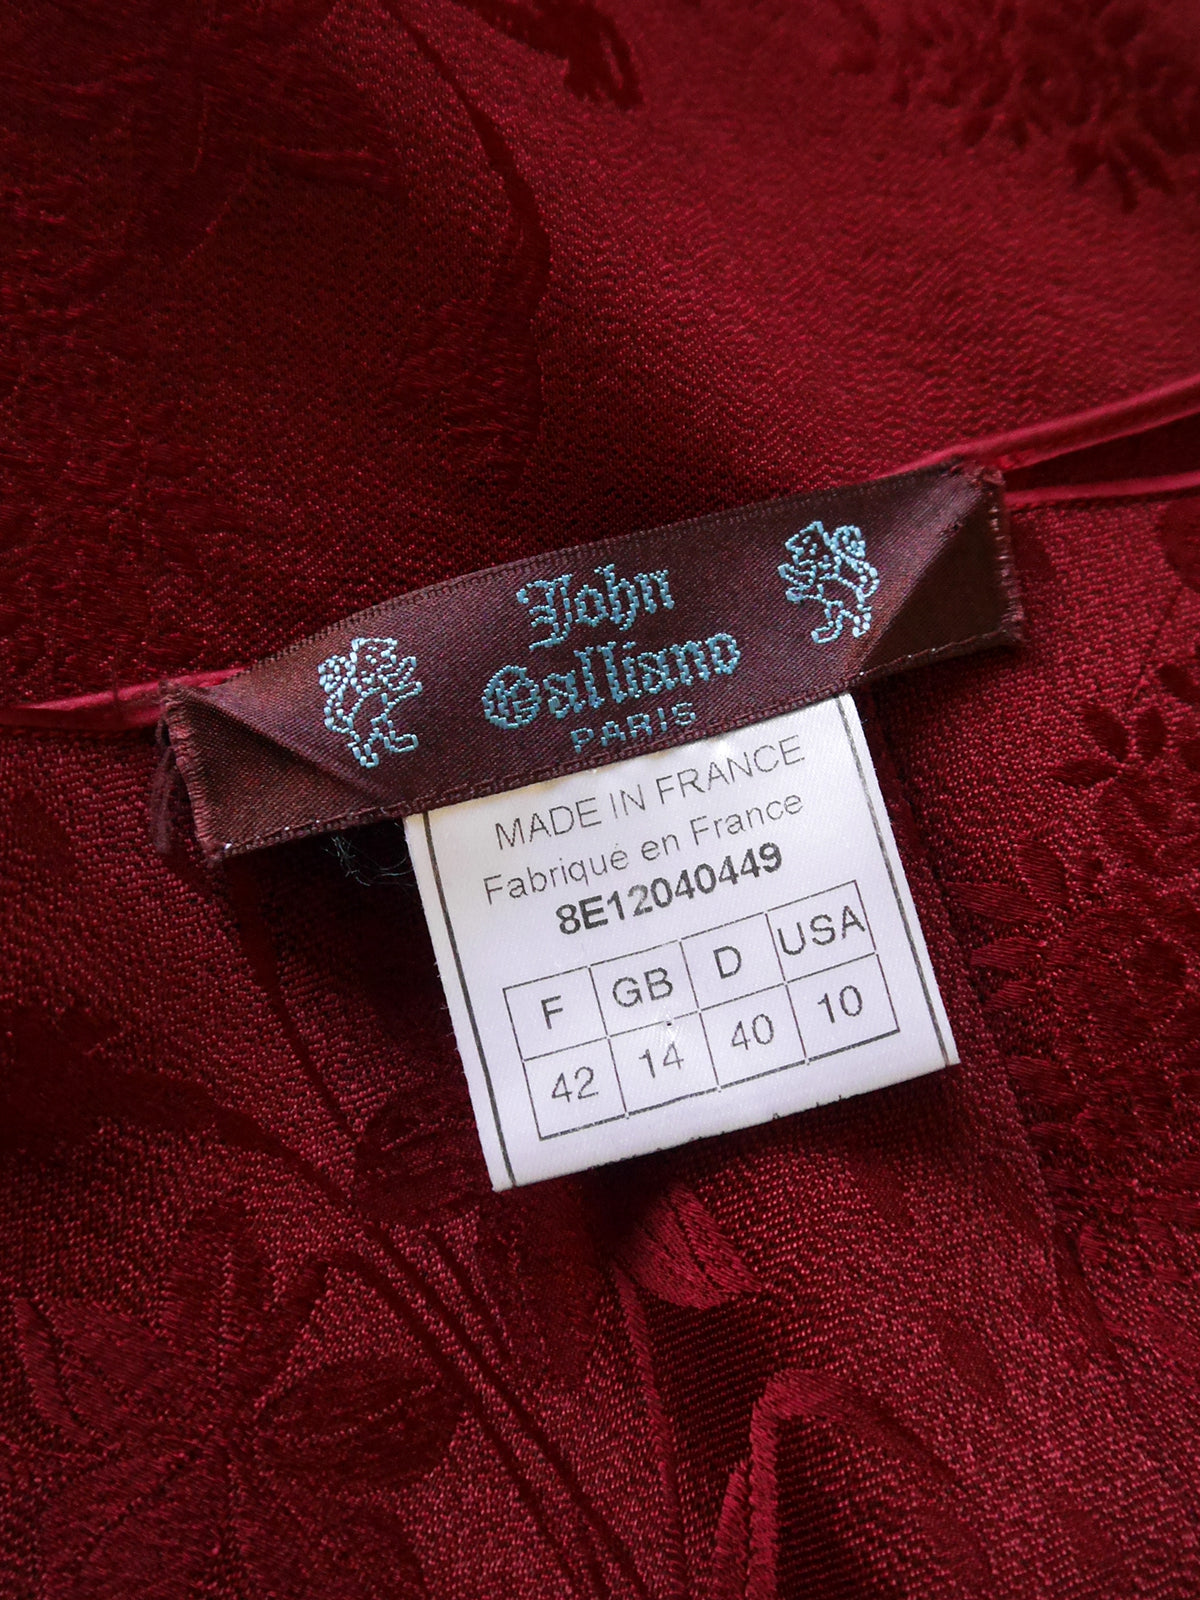 John
Galliano
PARIS
MADE IN FRANCE
Fabriqué en France
8E12040449
F GB D USA
42 14 40 10